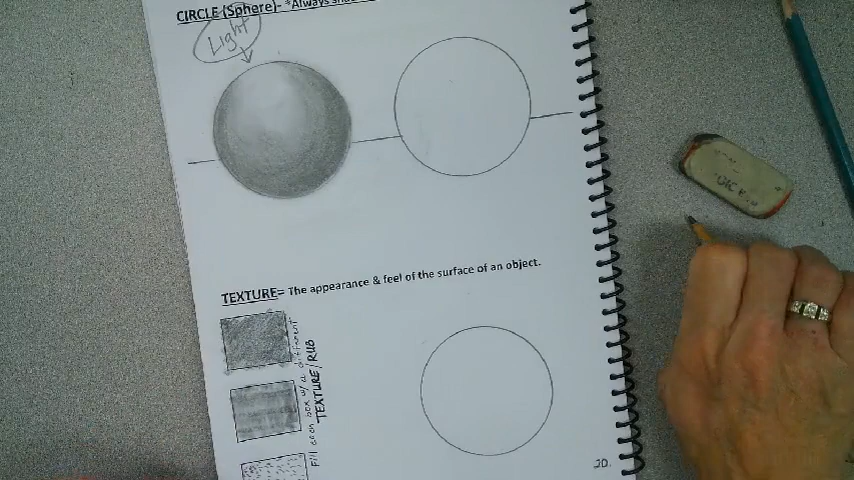 CIRCLE (Sphere)- *Always
Light
TEXTURE= The appearance & feel of the surface of an object.
Fill each box w/ a different
TEXTURE/RUB
20.